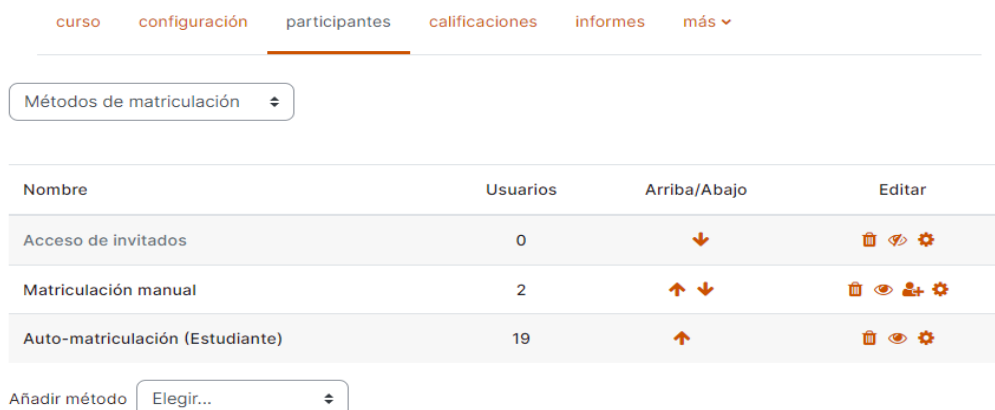 curso configuración participantes calificaciones informes más
Métodos de matriculación
Nombre Usuarios Arriba/Abajo Editar
Acceso de invitados 0
Matriculación manual 2
Auto-matriculación (Estudiante) 19
Añadir método Elegir...